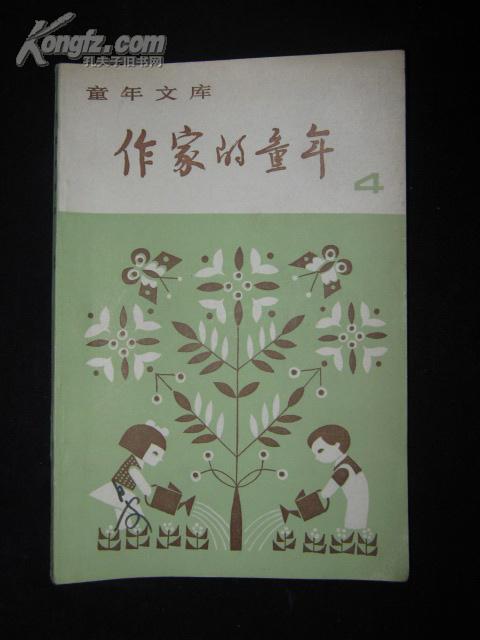 Kongfz.com
孔夫子旧书网
童年文库
作家的童年
4